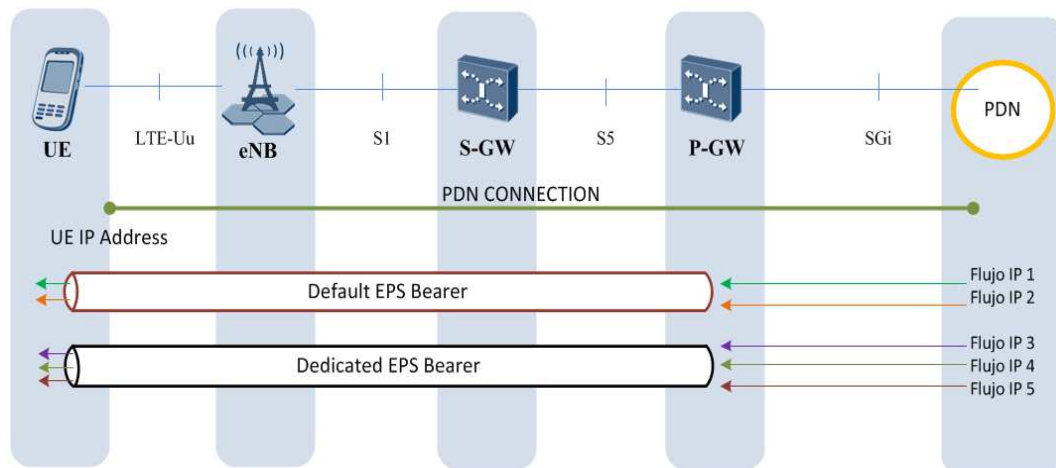 PDN
LTE-Uu
S1
S5
SGi
UE
eNB
S-GW
P-GW
PDN CONNECTION
UE IP Address
Default EPS Bearer
Flujo IP 1
Flujo IP 2
Dedicated EPS Bearer
Flujo IP 3
Flujo IP 4
Flujo IP 5